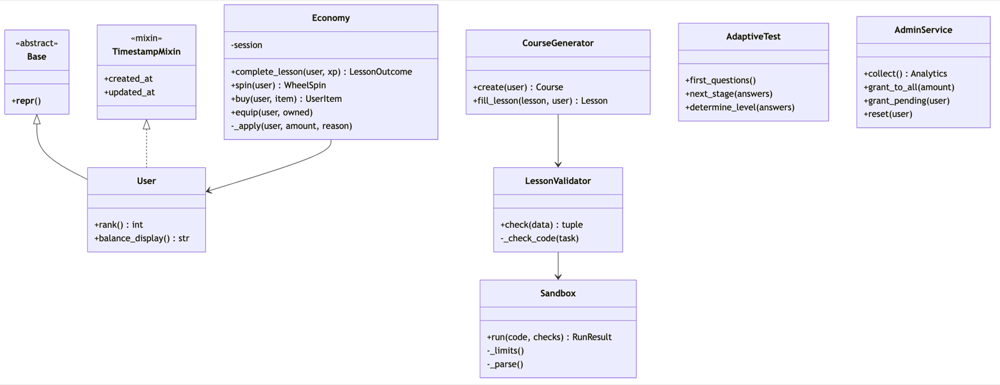 «abstract»
Base
+repr()
«mixin»
TimestampMixin
+created_at
+updated_at
Economy
-session
+complete_lesson(user, xp) : LessonOutcome
+spin(user) : WheelSpin
+buy(user, item) : UserItem
+equip(user, owned)
-_apply(user, amount, reason)
CourseGenerator
+create(user) : Course
+fill_lesson(lesson, user) : Lesson
AdaptiveTest
+first_questions()
+next_stage(answers)
+determine_level(answers)
AdminService
+collect() : Analytics
+grant_to_all(amount)
+grant_pending(user)
+reset(user)
User
+rank() : int
+balance_display() : str
LessonValidator
+check(data) : tuple
-_check_code(task)
Sandbox
+run(code, checks) : RunResult
-_limits()
-_parse()